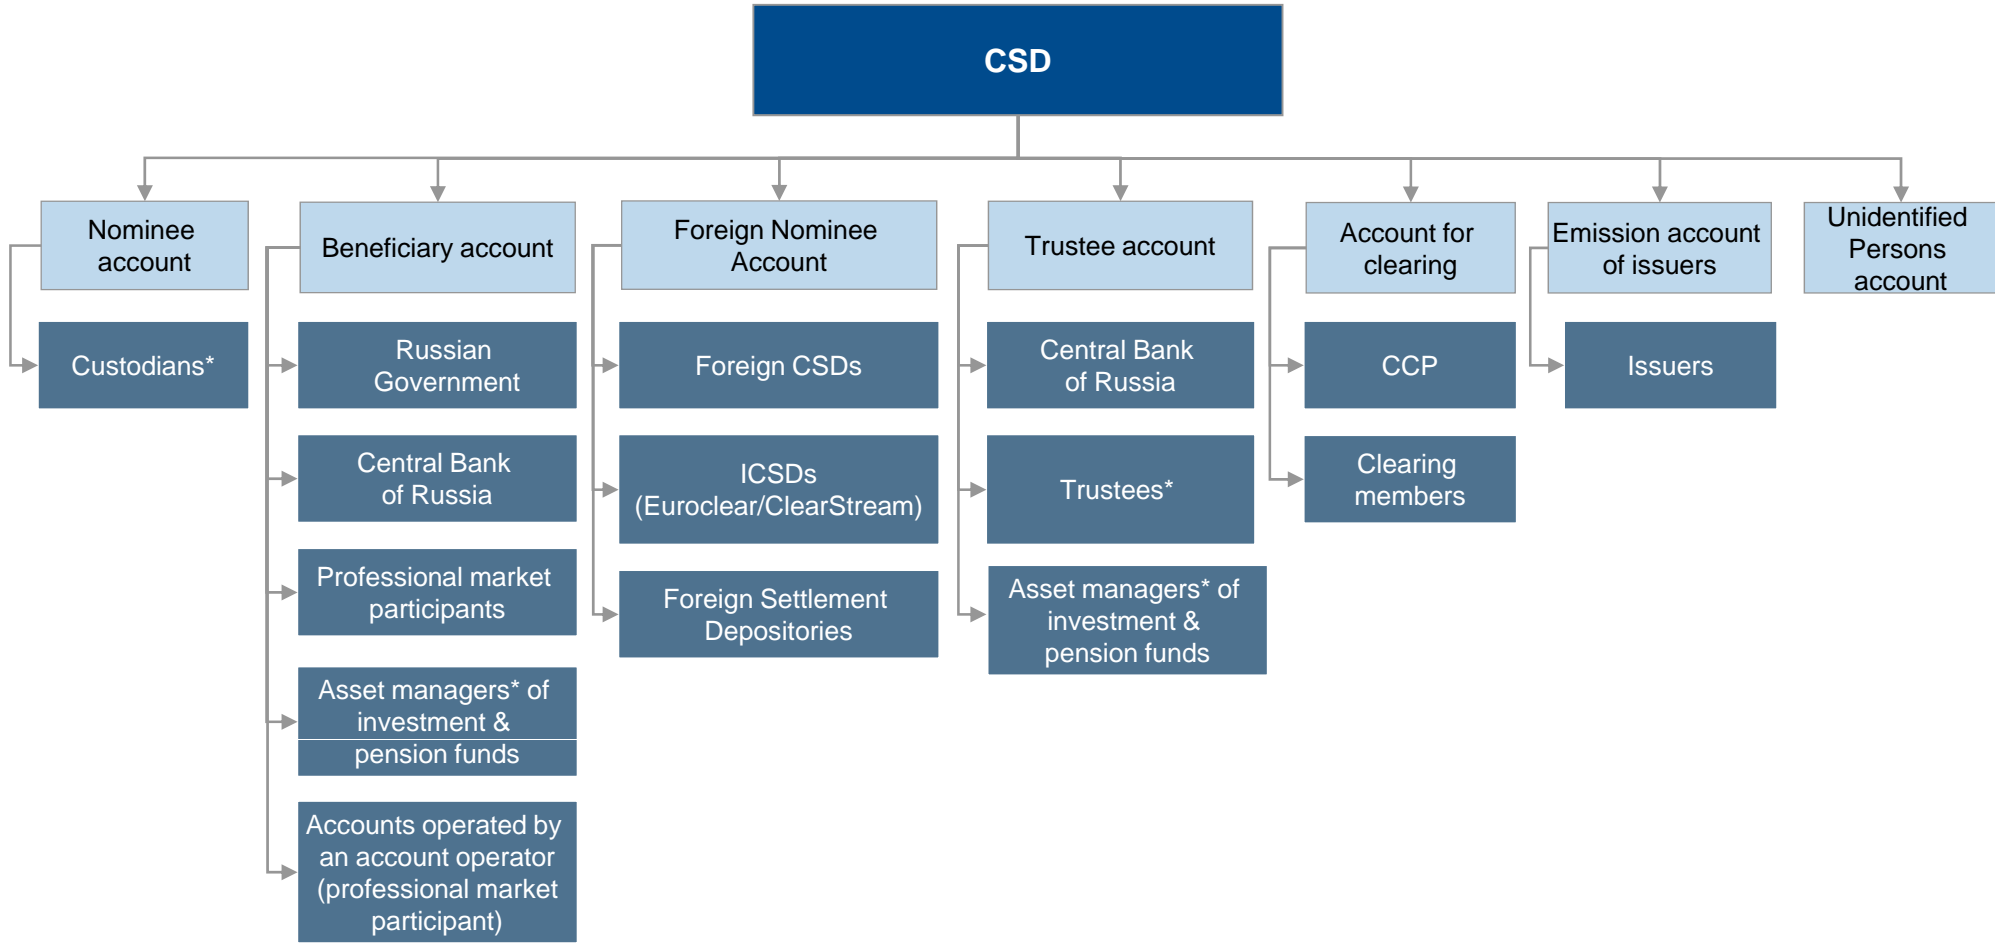 CSD
Nominee
account
Custodians*
Beneficiary account
Russian
Government
Central Bank
of Russia
Professional market
participants
Asset managers* of
investment &
pension funds
Accounts operated by
an account operator
(professional market
participant)
Foreign Nominee
Account
Foreign CSDs
ICSDs
(Euroclear/ClearStream)
Foreign Settlement
Depositories
Trustee account
Central Bank
of Russia
Trustees*
Asset managers* of
investment &
pension funds
Account for
clearing
CCP
Clearing
members
Emission account
of issuers
Issuers
Unidentified
Persons
account